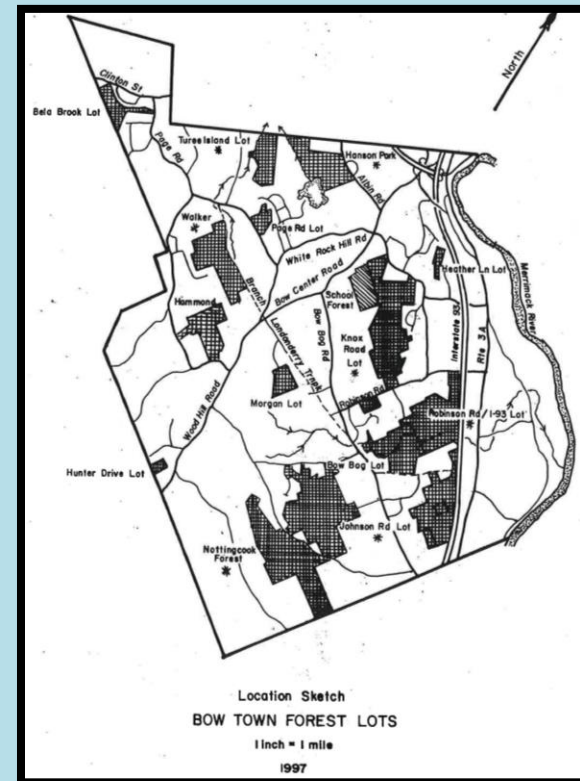 North
Clinton St
Bela Brook Lot
Page Rd
Turee Island Lot
Hanson Park
Albin Rd
Walker
Page Rd Lot
White Rock Hill Rd
Heather Ln Lot
Merrimack River
Branch
Bow Center Road
School
Forest
Interstate 93
Rte 3A
Hammond
Londonderry Tnpk
Bow Bog Rd
Knox
Road
Lot
Morgan Lot
Robinson Rd
Robinson Rd / I-93 Lot
Wood Hill Road
Hunter Drive Lot
Bow Bog Lot
Johnson Rd Lot
Nottingcook
Forest
Location Sketch
BOW TOWN FOREST LOTS
1 inch = 1 mile
1997